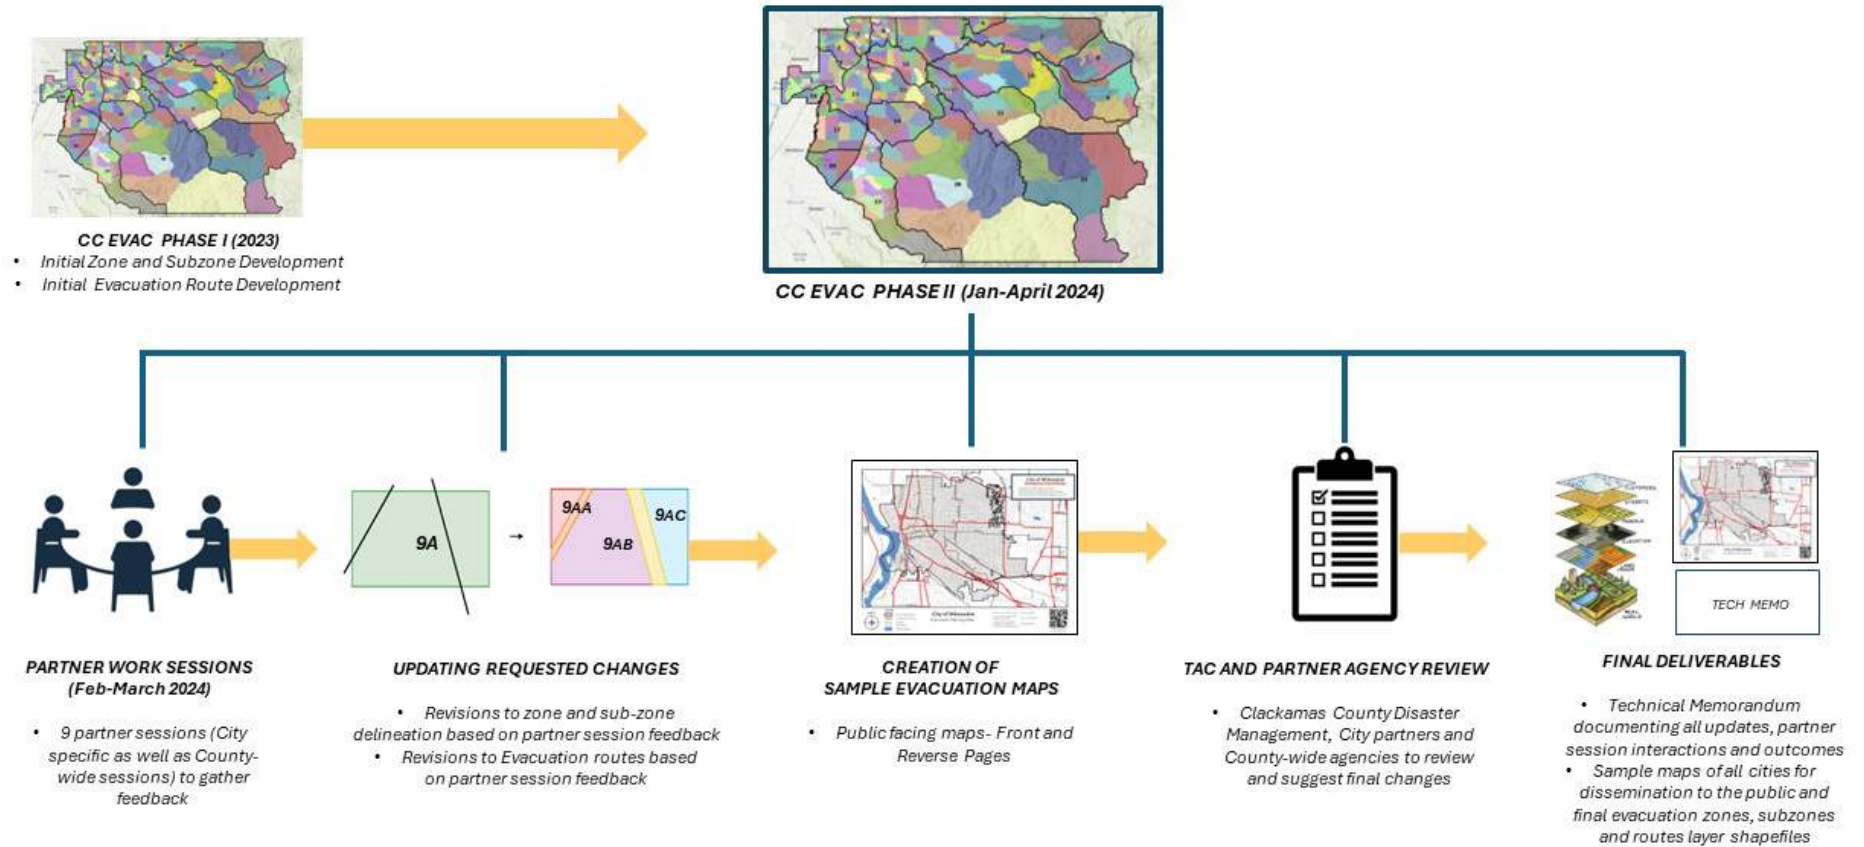 CC EVAC PHASE I (2023)
• Initial Zone and Subzone Development
• Initial Evacuation Route Development
CC EVAC PHASE II (Jan-April 2024)
9A
→
9AA
9AB
9AC
City of Milwaukie
TECH MEMO
PARTNER WORK SESSIONS
(Feb-March 2024)
• 9 partner sessions (City
specific as well as County-
wide sessions) to gather
feedback
UPDATING REQUESTED CHANGES
• Revisions to zone and sub-zone
delineation based on partner session feedback
• Revisions to Evacuation routes based
on partner session feedback
CREATION OF
SAMPLE EVACUATION MAPS
• Public facing maps- Front and
Reverse Pages
TAC AND PARTNER AGENCY REVIEW
• Clackamas County Disaster
Management, City partners and
County-wide agencies to review
and suggest final changes
FINAL DELIVERABLES
• Technical Memorandum
documenting all updates, partner
session interactions and outcomes
• Sample maps of all cities for
dissemination to the public and
final evacuation zones, subzones
and routes layer shapefiles